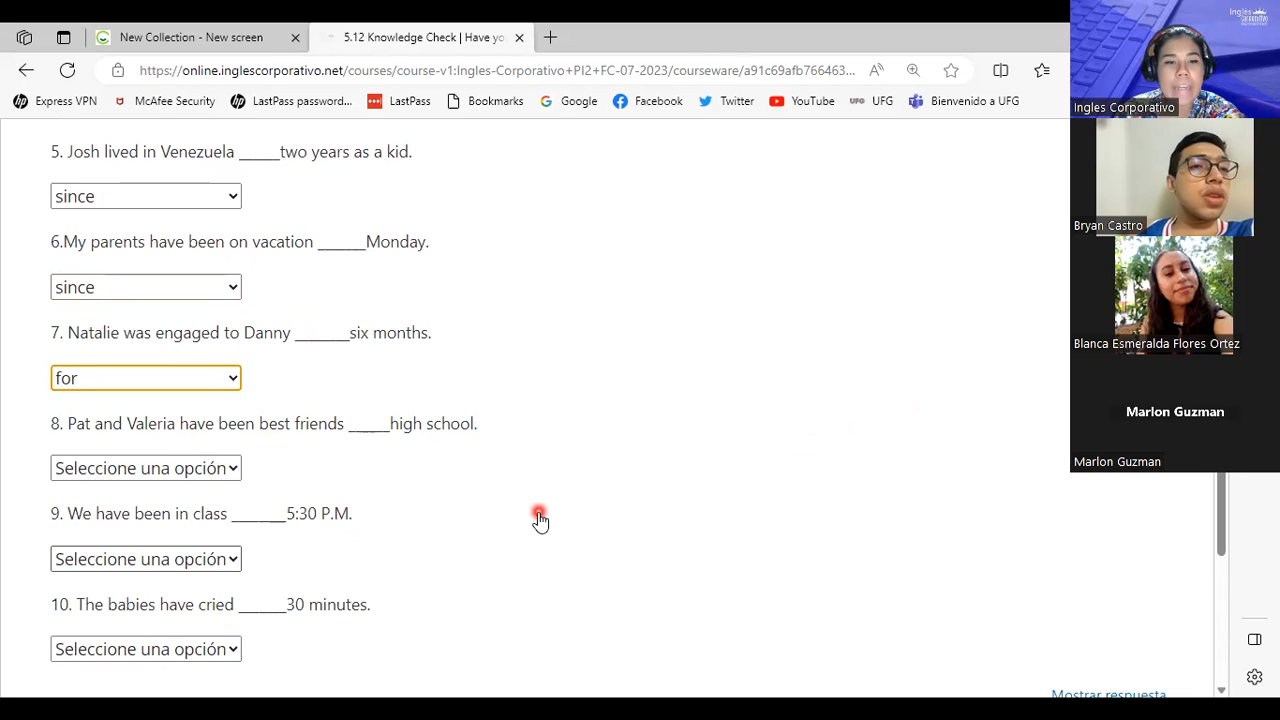 New Collection - New screen
5.12 Knowledge Check | Have yo
https://online.inglescorporativo.net/courses/course-v1:Ingles-Corporativo+PI2+FC-07-2023/courseware/a91c69afb766463...
Express VPN McAfee Security LastPass password... LastPass Bookmarks Google Facebook Twitter YouTube UFG UFG Bienvenido a UFG
5. Josh lived in Venezuela _____two years as a kid.
since
6.My parents have been on vacation ______Monday.
since
7. Natalie was engaged to Danny _______six months.
for
8. Pat and Valeria have been best friends _____high school.
Seleccione una opción
9. We have been in class _______5:30 P.M.
Seleccione una opción
10. The babies have cried ______30 minutes.
Seleccione una opción
Mostrar respuesta
Inglés
Corporativo
Ingles Corporativo
Bryan Castro
Blanca Esmeralda Flores Ortez
Marlon Guzman
Marlon Guzman